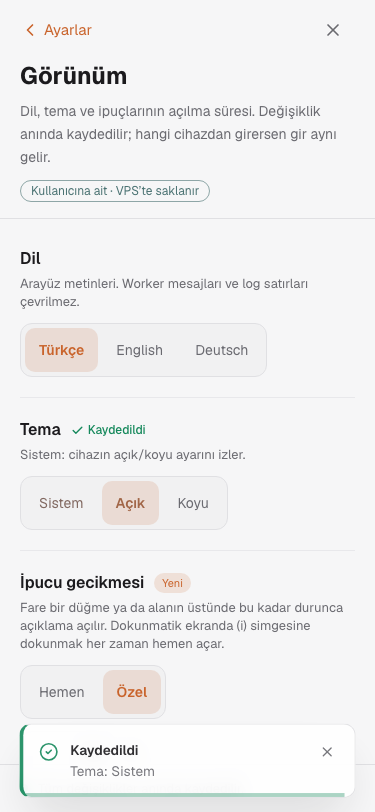 Ayarlar
Görünüm
Dil, tema ve ipuçlarının açılma süresi. Değişiklik
anında kaydedilir; hangi cihazdan girersen gir aynı
gelir.
Kullanıcına ait · VPS'te saklanır
Dil
Arayüz metinleri. Worker mesajları ve log satırları
çevrilmez.
Türkçe English Deutsch
Tema Kaydedildi
Sistem: cihazın açık/koyu ayarını izler.
Sistem Açık Koyu
İpucu gecikmesi Yeni
Fare bir düğme ya da alanın üstünde bu kadar durunca
açıklama açılır. Dokunmatik ekranda (i) simgesine
dokunmak her zaman hemen açar.
Hemen Özel
Kaydedildi
Tema: Sistem